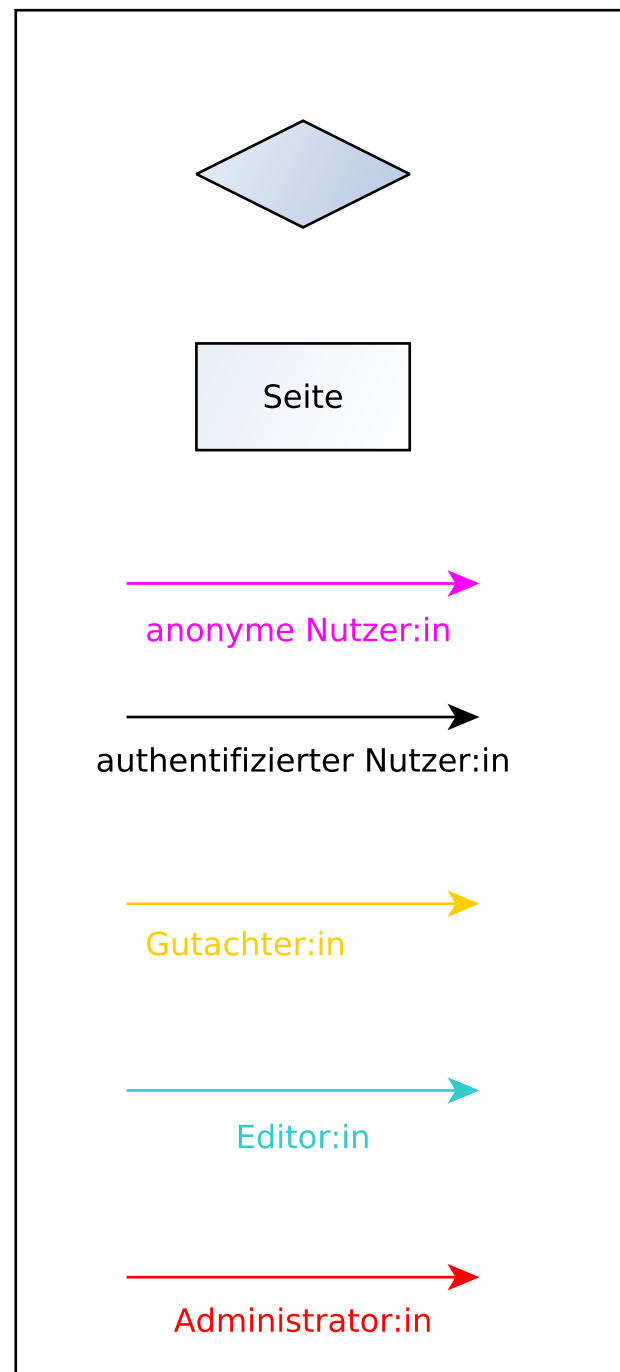 Seite
anonyme Nutzer:in
authentifizierter Nutzer:in
Gutachter:in
Editor:in
Administrator:in